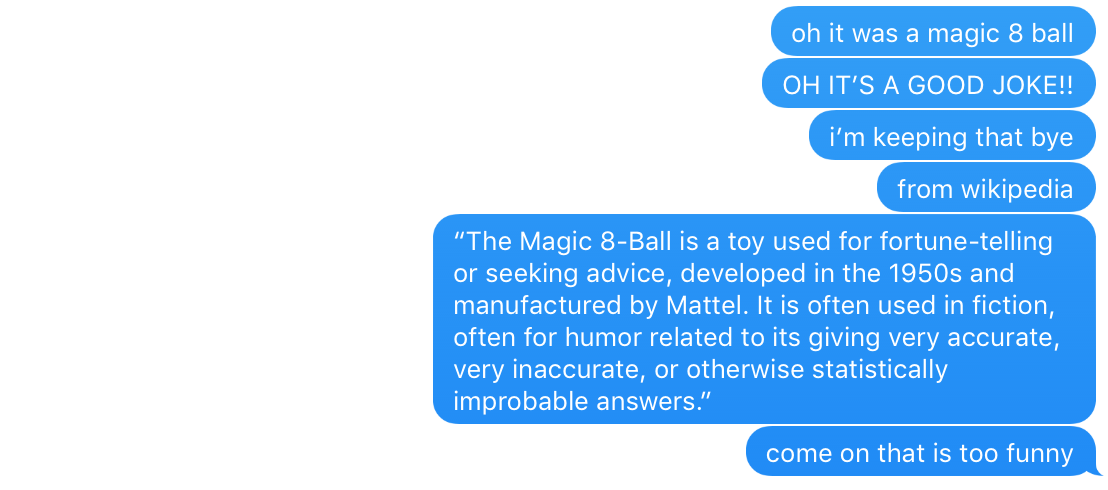 oh it was a magic 8 ball
OH IT’S A GOOD JOKE!!
i’m keeping that bye
from wikipedia
“The Magic 8-Ball is a toy used for fortune-telling
or seeking advice, developed in the 1950s and
manufactured by Mattel. It is often used in fiction,
often for humor related to its giving very accurate,
very inaccurate, or otherwise statistically
improbable answers.”
come on that is too funny